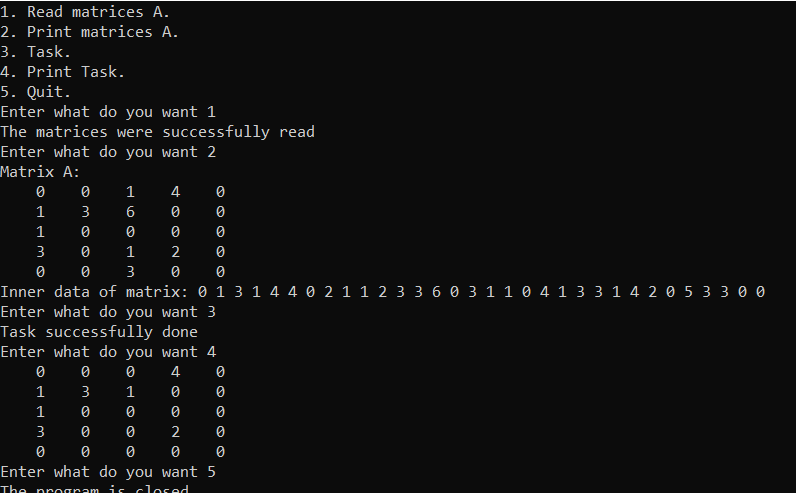 1. Read matrices A.
2. Print matrices A.
3. Task.
4. Print Task.
5. Quit.
Enter what do you want 1
The matrices were successfully read
Enter what do you want 2
Matrix A:
0 0 1 4 0
1 3 6 0 0
1 0 0 0 0
3 0 1 2 0
0 0 3 0 0
Inner data of matrix: 0 1 3 1 4 4 0 2 1 1 2 3 3 6 0 3 1 1 0 4 1 3 3 1 4 2 0 5 3 3 0 0
Enter what do you want 3
Task successfully done
Enter what do you want 4
0 0 0 4 0
1 3 1 0 0
1 0 0 0 0
3 0 0 2 0
0 0 0 0 0
Enter what do you want 5
The program is closed